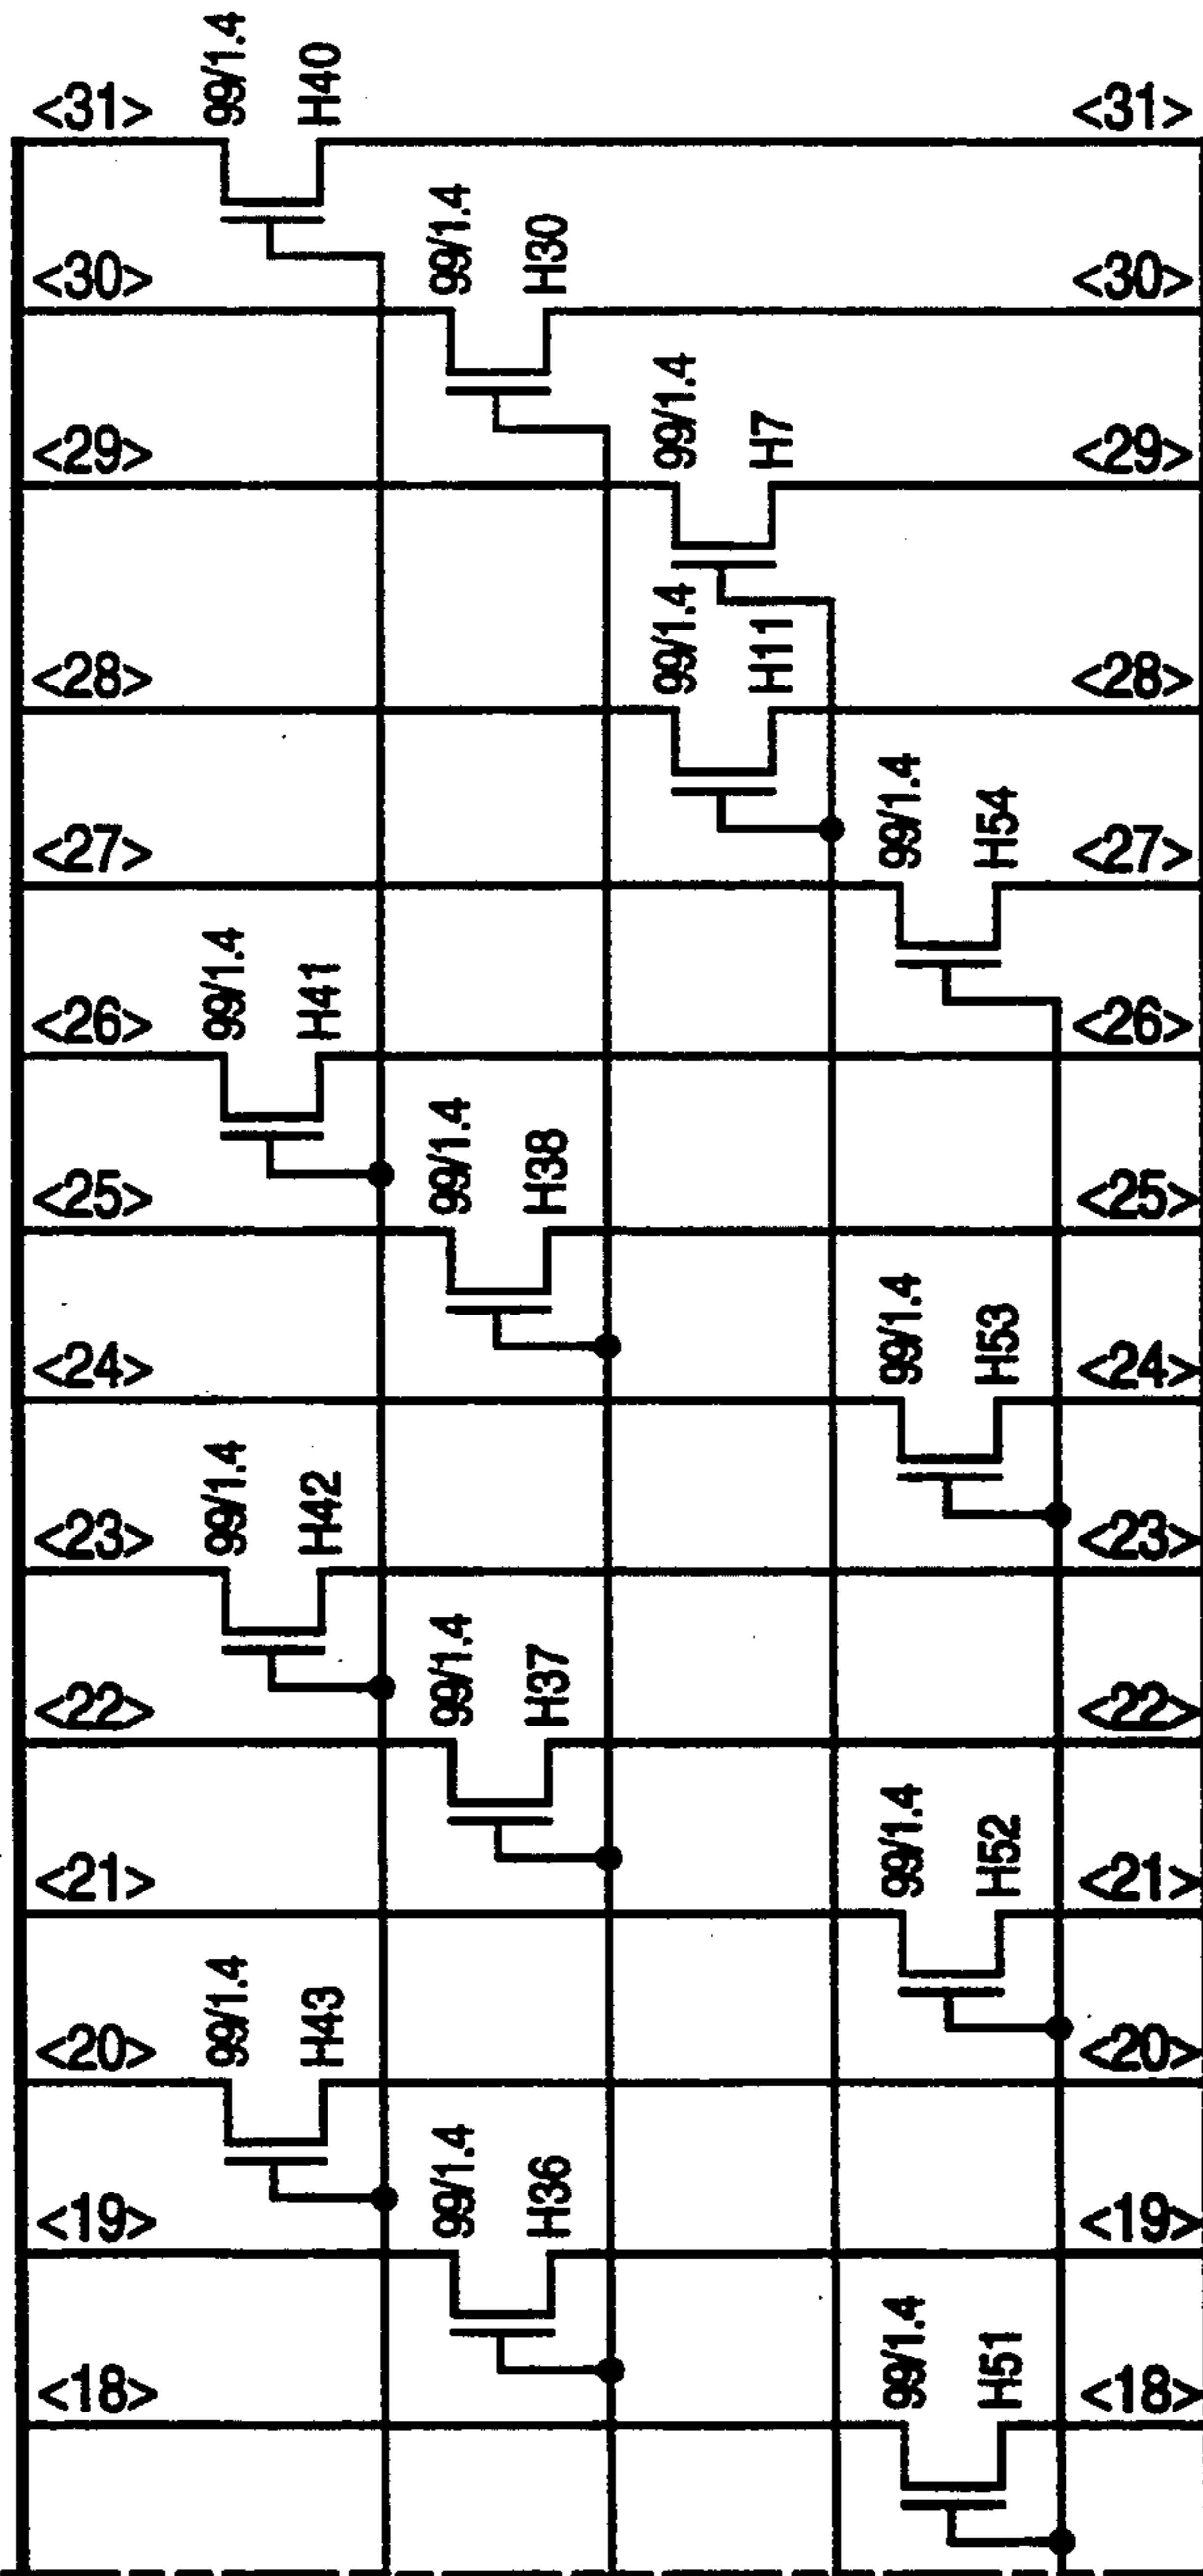 <31> 99/1.4 H40 <31>
<30> 99/1.4 H30 <30>
<29> 99/1.4 H7 <29>
<28> 99/1.4 H11 <28>
<27> 99/1.4 H54 <27>
<26> 99/1.4 H41 <26>
<25> 99/1.4 H38 <25>
<24> 99/1.4 H53 <24>
<23> 99/1.4 H42 <23>
<22> 99/1.4 H37 <22>
<21> 99/1.4 H52 <21>
<20> 99/1.4 H43 <20>
<19> 99/1.4 H36 <19>
<18> 99/1.4 H51 <18>